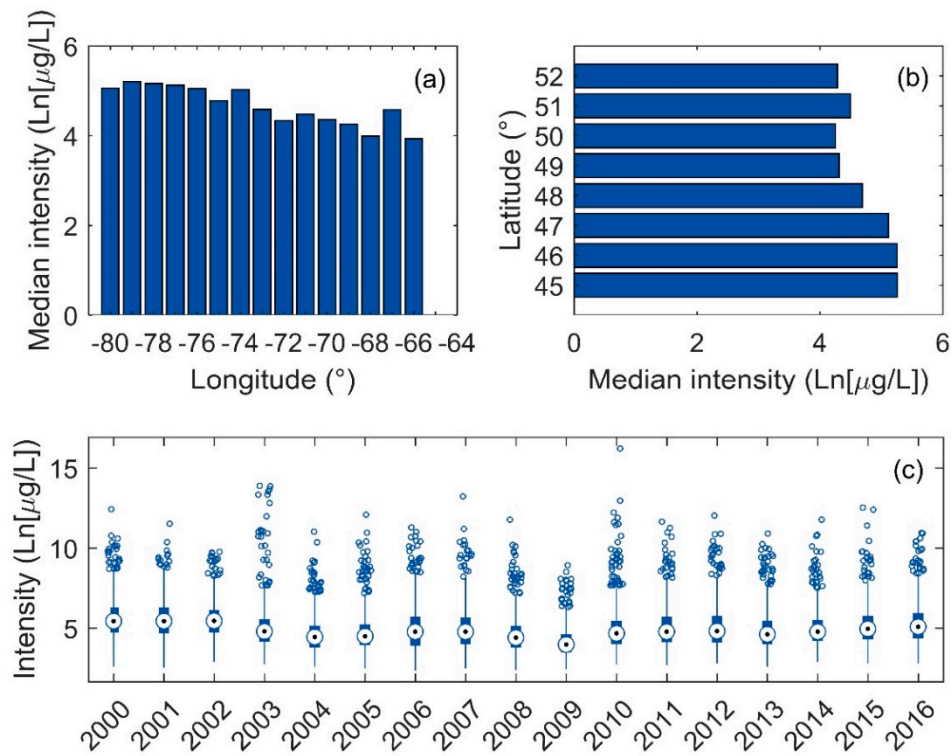 (a)
Median intensity (Ln[μg/L])
6
4
2
0
-80 -78 -76 -74 -72 -70 -68 -66 -64
Longitude (°)
(b)
Latitude (°)
52
51
50
49
48
47
46
45
0 2 4 6
Median intensity (Ln[μg/L])
(c)
Intensity (Ln[μg/L])
15
10
5
2000 2001 2002 2003 2004 2005 2006 2007 2008 2009 2010 2011 2012 2013 2014 2015 2016